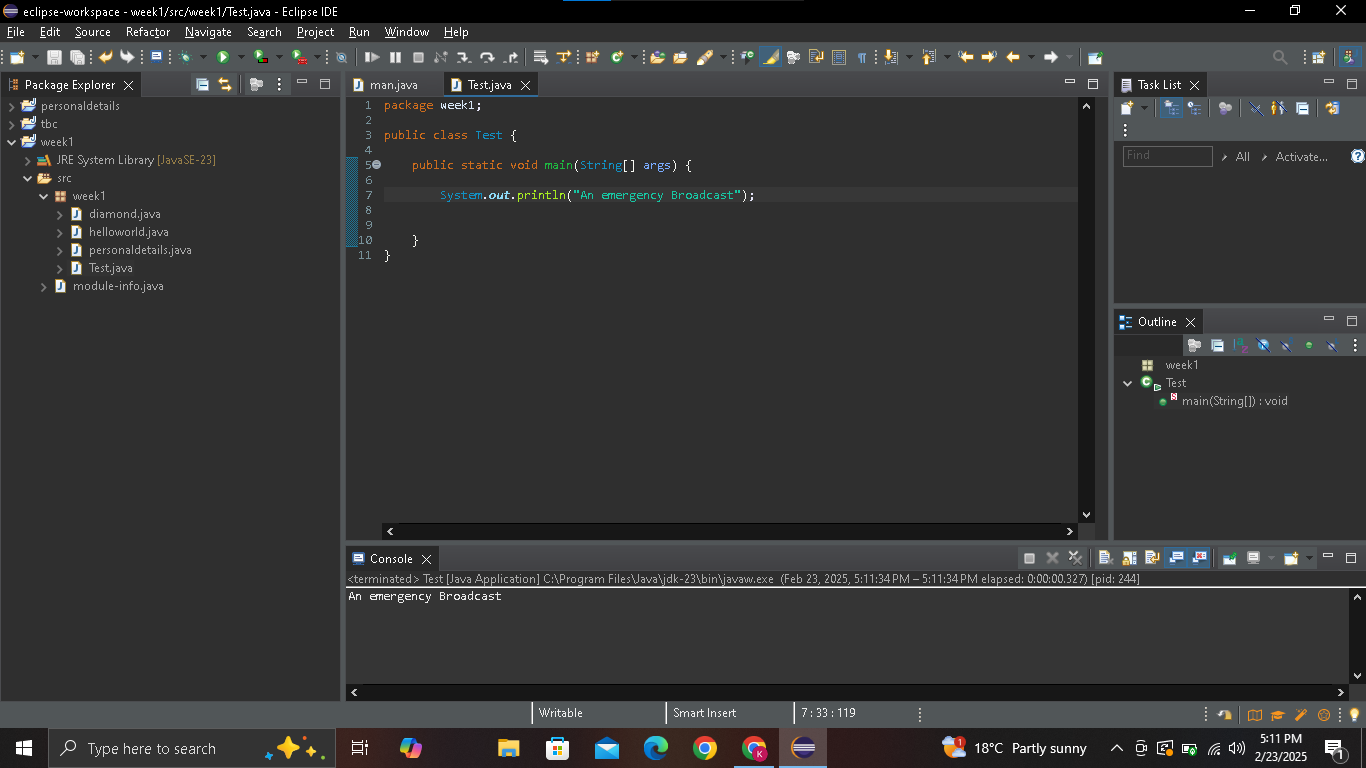 eclipse-workspace - week1/src/week1/Test.java - Eclipse IDE
File Edit Source Refactor Navigate Search Project Run Window Help
Package Explorer
personaldetails
tbc
week1
JRE System Library [JavaSE-23]
src
week1
diamond.java
helloworld.java
personaldetails.java
Test.java
module-info.java
man.java Test.java
1 package week1;
2
3 public class Test {
4
5 public static void main(String[] args) {
6
7 System.out.println("An emergency Broadcast");
8
9
10 }
11 }
Task List
Find All Activate...
Outline
week1
Test
main(String[]) : void
Console
<terminated> Test [Java Application] C:\Program Files\Java\jdk-23\bin\javaw.exe (Feb 23, 2025, 5:11:34 PM – 5:11:34 PM elapsed: 0:00:00.327) [pid: 244]
An emergency Broadcast
Writable Smart Insert 7 : 33 : 119
Type here to search
K
18°C Partly sunny
5:11 PM
2/23/2025
1